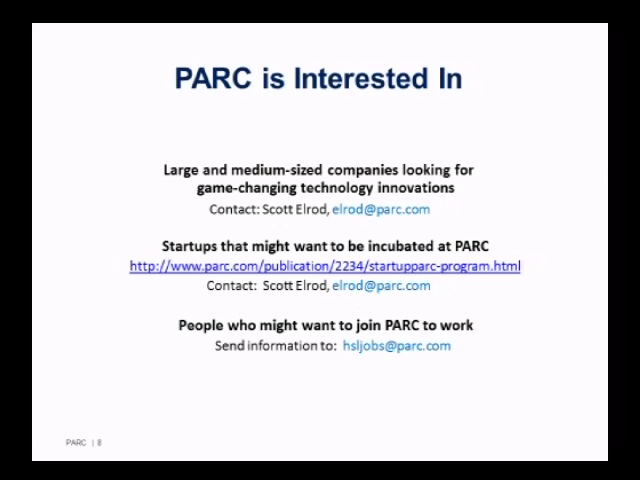 PARC is Interested In
Large and medium-sized companies looking for
game-changing technology innovations
Contact: Scott Elrod, elrod@parc.com
Startups that might want to be incubated at PARC
http://www.parc.com/publication/2234/startupparc-program.html
Contact: Scott Elrod, elrod@parc.com
People who might want to join PARC to work
Send information to: hsljobs@parc.com
PARC | 8